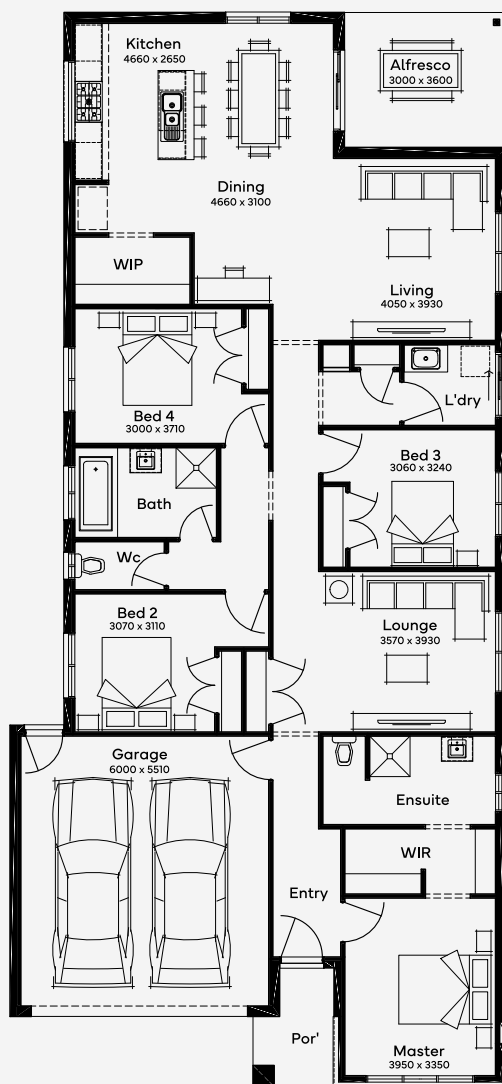 Kitchen
4660 x 2650
Alfresco
3000 x 3600
Dining
4660 x 3100
WIP
Living
4050 x 3930
Bed 4
3000 x 3710
L'dry
Bed 3
3060 x 3240
Bath
Wc
Bed 2
3070 x 3110
Lounge
3570 x 3930
Garage
6000 x 5510
Ensuite
WIR
Entry
Por'
Master
3950 x 3350